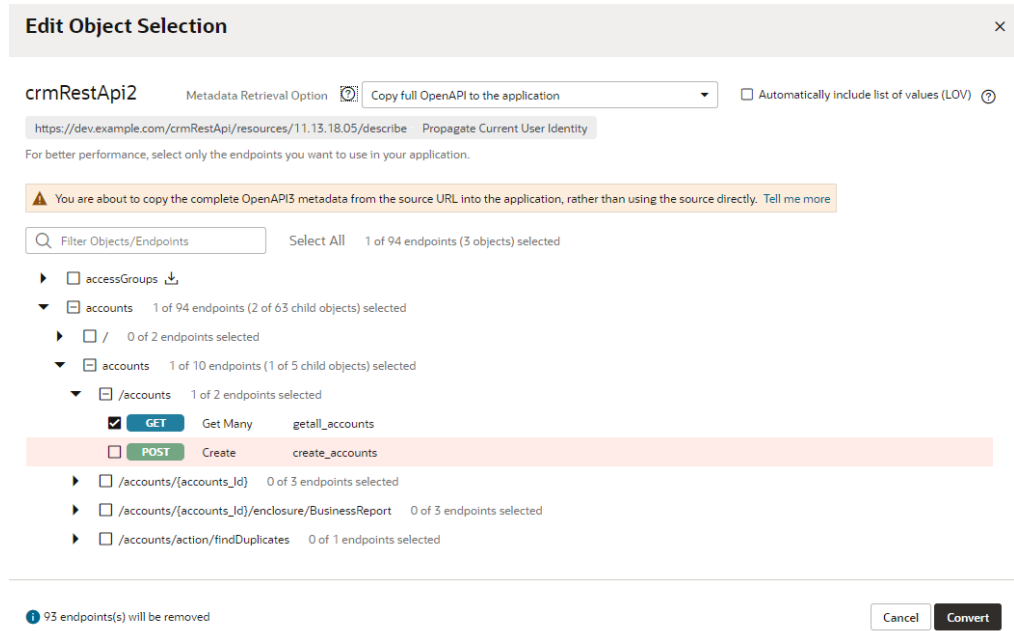 Edit Object Selection
crmRestApi2 Metadata Retrieval Option Copy full OpenAPI to the application Automatically include list of values (LOV)
https://dev.example.com/crmRestApi/resources/11.13.18.05/describe Propagate Current User Identity
For better performance, select only the endpoints you want to use in your application.
You are about to copy the complete OpenAPI3 metadata from the source URL into the application, rather than using the source directly. Tell me more
Filter Objects/Endpoints Select All 1 of 94 endpoints (3 objects) selected
accessGroups
accounts 1 of 94 endpoints (2 of 63 child objects) selected
/ 0 of 2 endpoints selected
accounts 1 of 10 endpoints (1 of 5 child objects) selected
/accounts 1 of 2 endpoints selected
GET Get Many getall_accounts
POST Create create_accounts
/accounts/{accounts_Id} 0 of 3 endpoints selected
/accounts/{accounts_Id}/enclosure/BusinessReport 0 of 3 endpoints selected
/accounts/action/findDuplicates 0 of 1 endpoints selected
93 endpoints(s) will be removed Cancel Convert